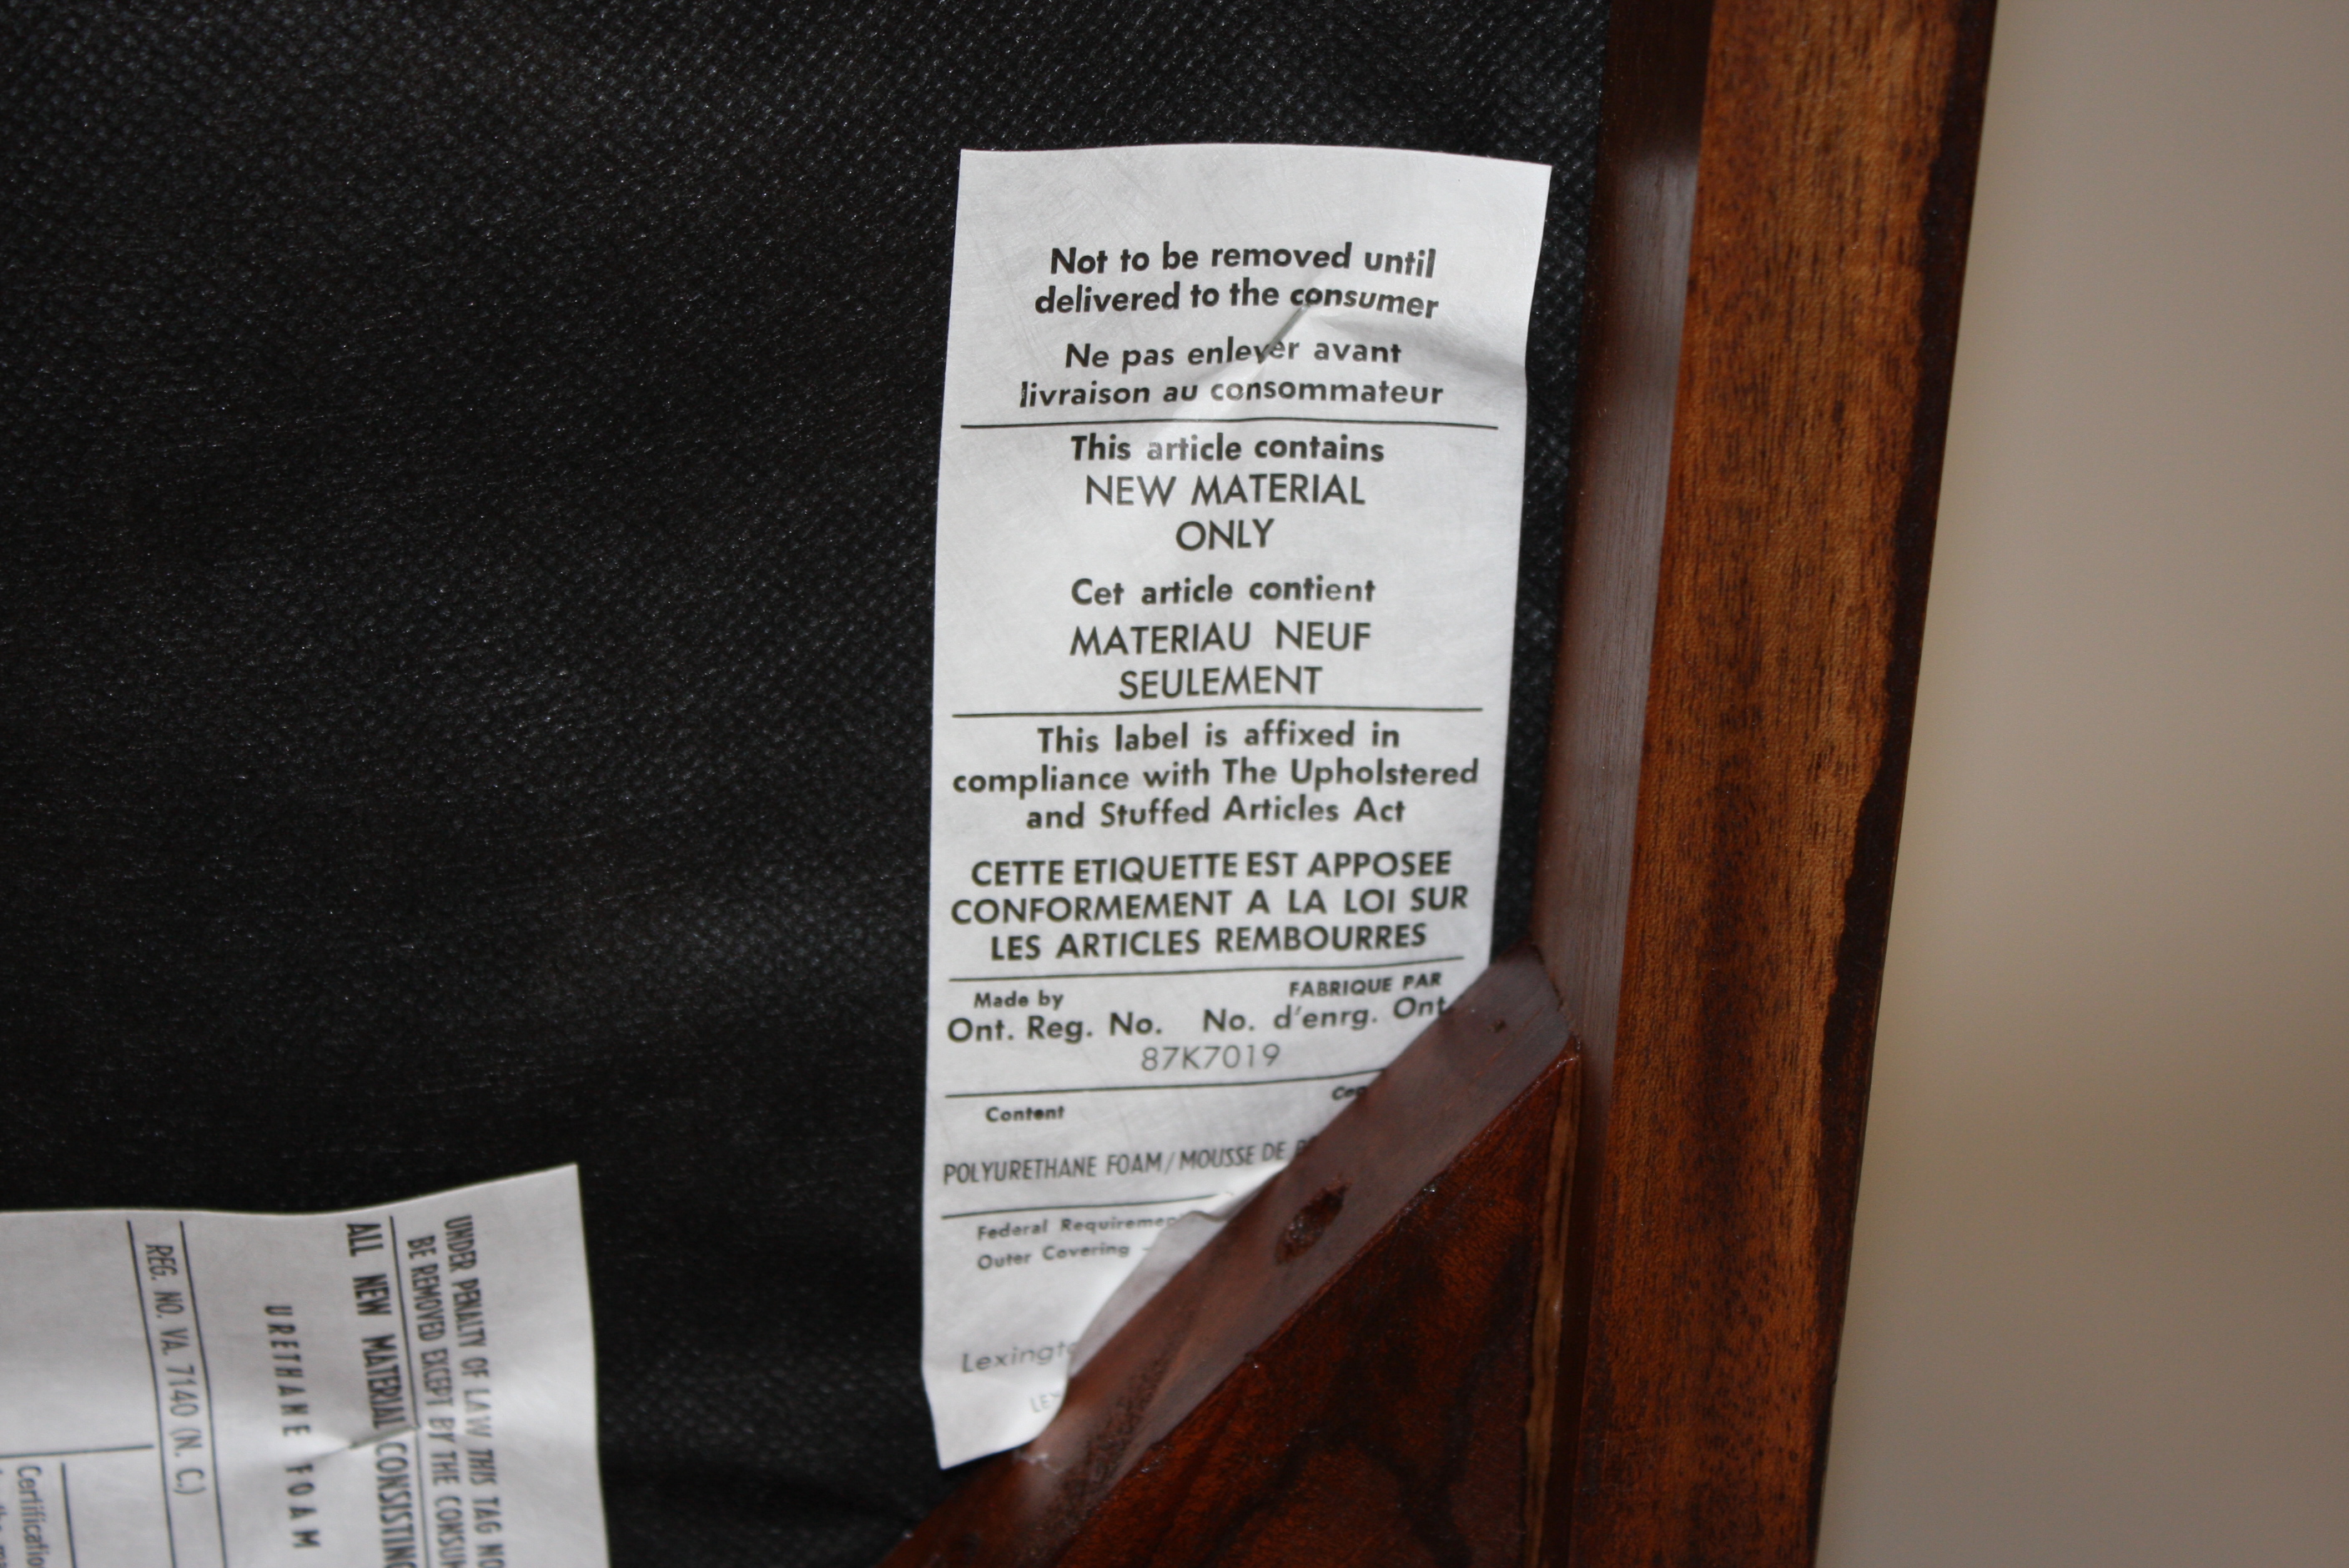 Not to be removed until
delivered to the consumer
Ne pas enlever avant
livraison au consommateur
This article contains
NEW MATERIAL
ONLY
Cet article contient
MATERIAU NEUF
SEULEMENT
This label is affixed in
compliance with The Upholstered
and Stuffed Articles Act
CETTE ETIQUETTE EST APPOSEE
CONFORMEMENT A LA LOI SUR
LES ARTICLES REMBOURRES
Made by FABRIQUE PAR
Ont. Reg. No. No. d'enrg. Ont
87K7019
Content
POLYURETHANE FOAM/MOUSSE DE
Federal
Outer Covering
UNDER PENALTY OF LAW THIS TAG
BE REMOVED EXCEPT BY THE
ALL NEW MATERIAL CONSISTING
URETHANE FOAM
REG. NO. VA. 7140 (N. C.)